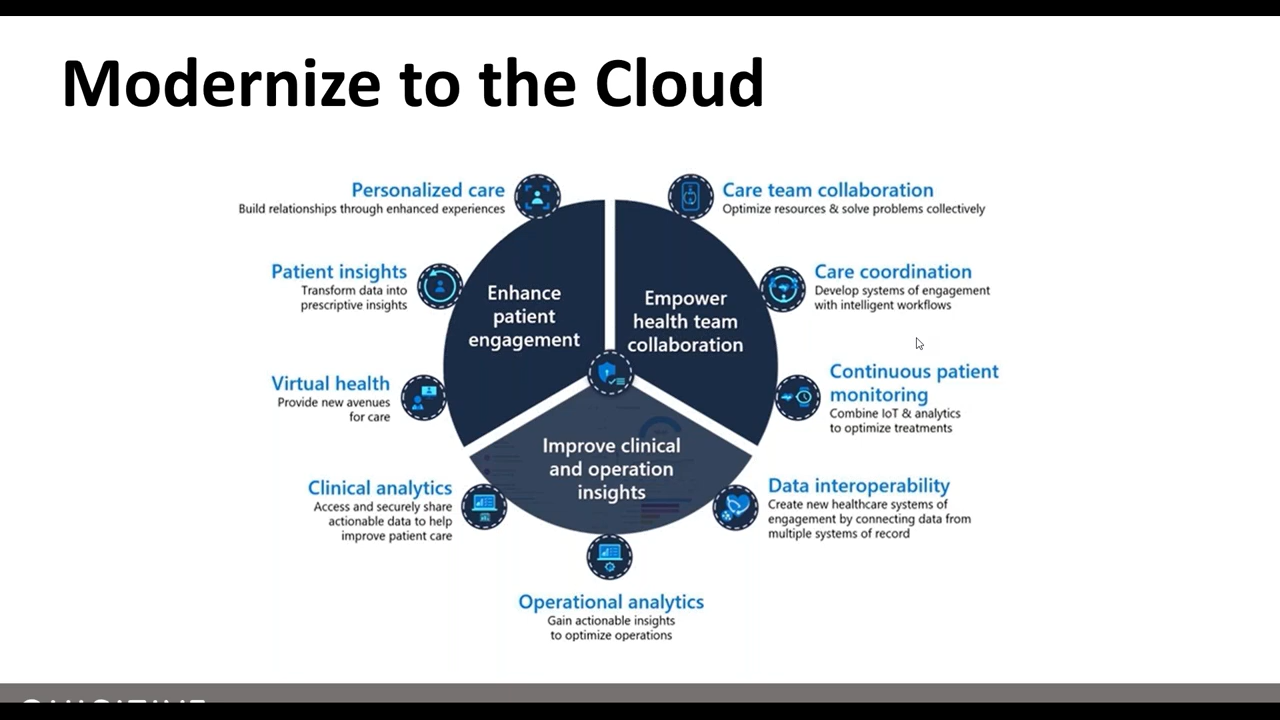 Modernize to the Cloud
Personalized care
Build relationships through enhanced experiences
Care team collaboration
Optimize resources & solve problems collectively
Patient insights
Transform data into
prescriptive insights
Care coordination
Develop systems of engagement
with intelligent workflows
Enhance
patient
engagement
Empower
health team
collaboration
Virtual health
Provide new avenues
for care
Continuous patient
monitoring
Combine IoT & analytics
to optimize treatments
Improve clinical
and operation
insights
Clinical analytics
Access and securely share
actionable data to help
improve patient care
Data interoperability
Create new healthcare systems of
engagement by connecting data from
multiple systems of record
Operational analytics
Gain actionable insights
to optimize operations